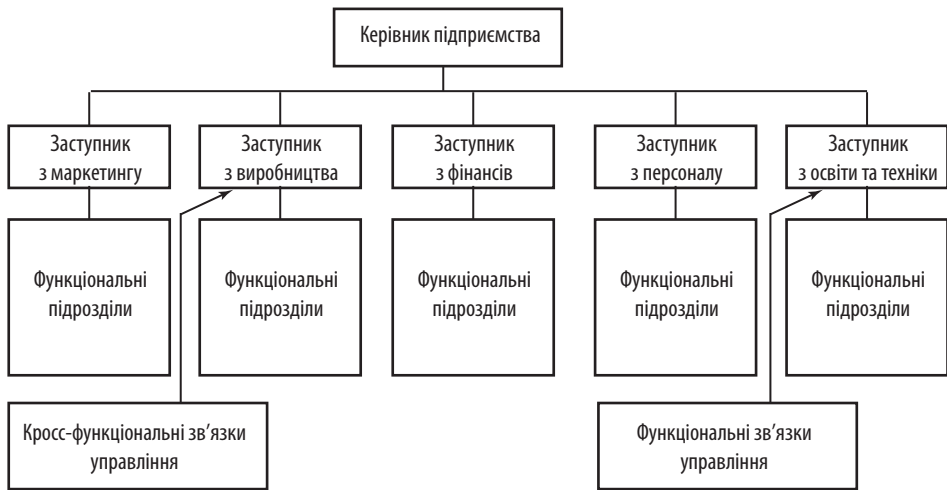 Керівник підприємства
Заступник
з маркетингу
Заступник
з виробництва
Заступник
з фінансів
Заступник
з персоналу
Заступник
з освіти та техніки
Функціональні
підрозділи
Функціональні
підрозділи
Функціональні
підрозділи
Функціональні
підрозділи
Функціональні
підрозділи
Кросс-функціональні зв’язки
управління
Функціональні зв’язки
управління